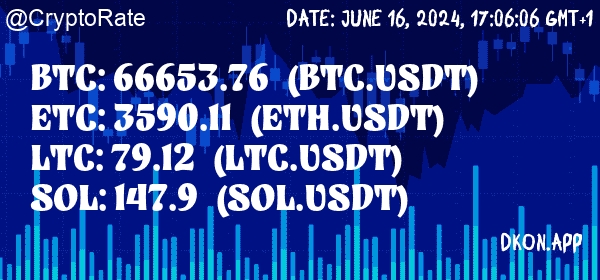 @CryptoRate
DATE: JUNE 16, 2024, 17:06:06 GMT+1
BTC: 66653.76 (BTC.USDT)
ETC: 3590.11 (ETH.USDT)
LTC: 79.12 (LTC.USDT)
SOL: 147.9 (SOL.USDT)
DKON.APP